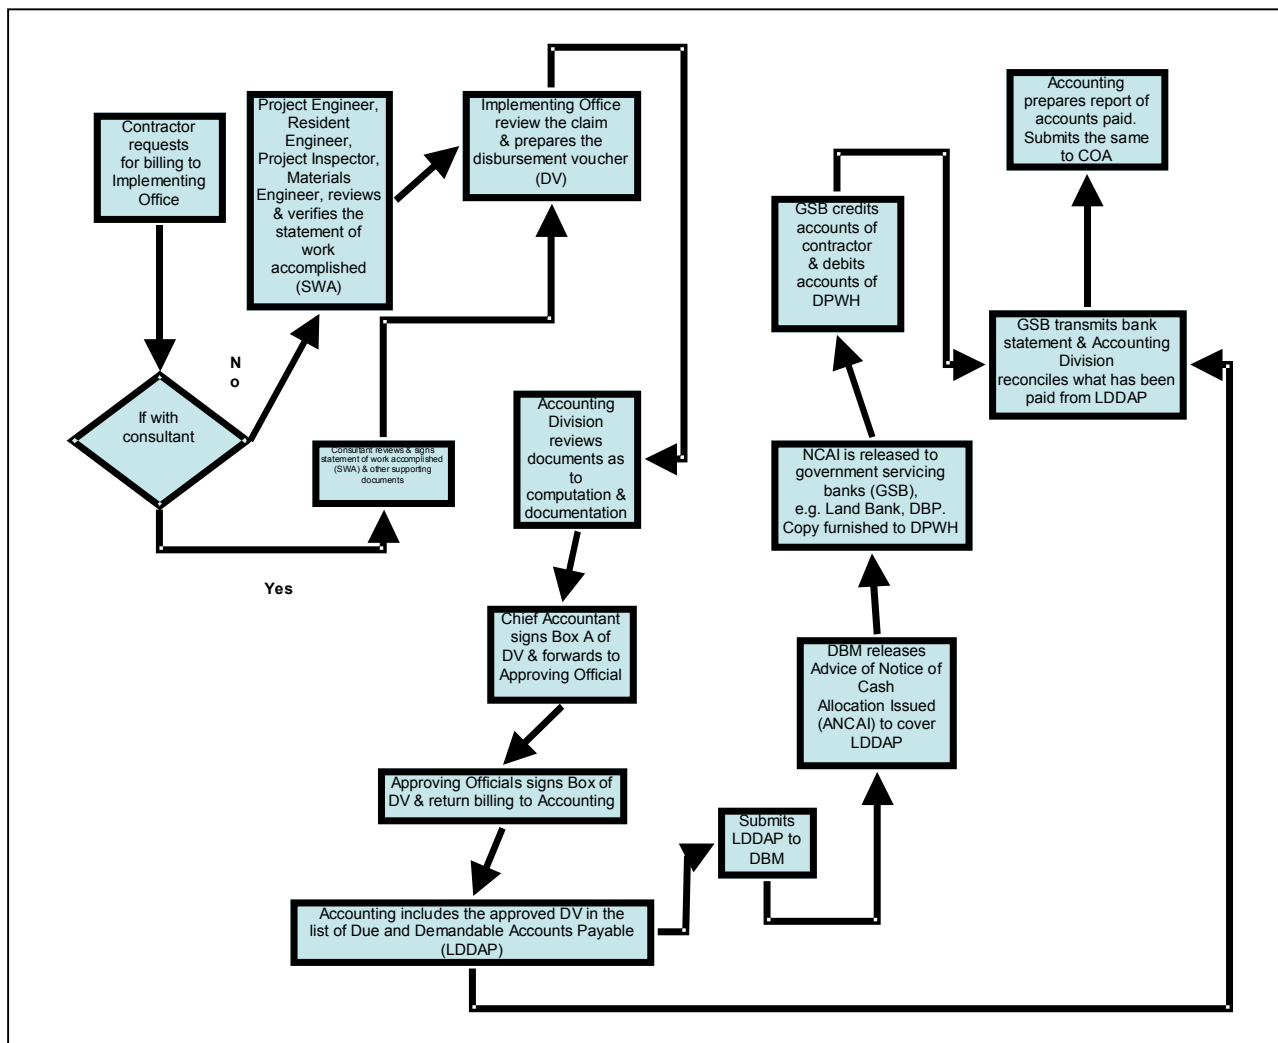 Contractor
requests
for billing to
Implementing
Office
Project Engineer,
Resident
Engineer,
Project Inspector,
Materials
Engineer, reviews
& verifies the
statement of
work
accomplished
(SWA)
Implementing Office
review the claim
& prepares the
disbursement voucher
(DV)
Accounting
prepares report of
accounts paid.
Submits the same
to COA
GSB credits
accounts of
contractor
& debits
accounts of
DPWH
GSB transmits bank
statement & Accounting
Division
reconciles what has been
paid from LDDAP
N
o
If with
consultant
Consultant reviews & signs
statement of work accomplished
(SWA) & other supporting
documents
Yes
Accounting
Division
reviews
documents as
to
computation &
documentation
NCAI is released to
government servicing
banks (GSB),
e.g. Land Bank, DBP.
Copy furnished to DPWH
Chief Accountant
signs Box A of
DV & forwards to
Approving Official
DBM releases
Advice of Notice of
Cash
Allocation Issued
(ANCAI) to cover
LDDAP
Approving Officials signs Box of
DV & return billing to Accounting
Submits
LDDAP to
DBM
Accounting includes the approved DV in the
list of Due and Demandable Accounts Payable
(LDDAP)